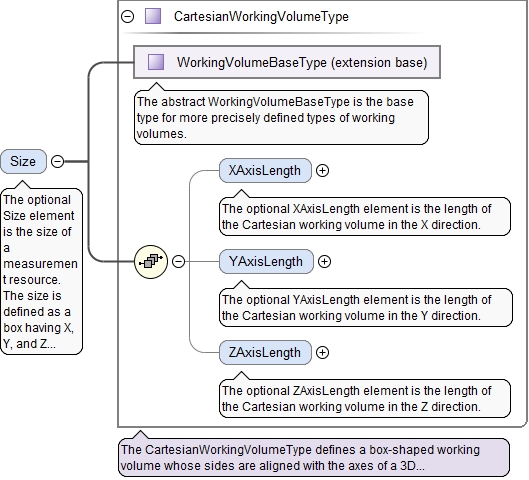 CartesianWorkingVolumeType
WorkingVolumeBaseType (extension base)
The abstract WorkingVolumeBaseType is the base
type for more precisely defined types of working
volumes.
Size
The optional
Size element
is the size of
a
measuremen
t resource.
The size is
defined as a
box having X,
Y, and Z...
XAxisLength
The optional XAxisLength element is the length of
the Cartesian working volume in the X direction.
YAxisLength
The optional YAxisLength element is the length of
the Cartesian working volume in the Y direction.
ZAxisLength
The optional ZAxisLength element is the length of
the Cartesian working volume in the Z direction.
The CartesianWorkingVolumeType defines a box-shaped working
volume whose sides are aligned with the axes of a 3D...